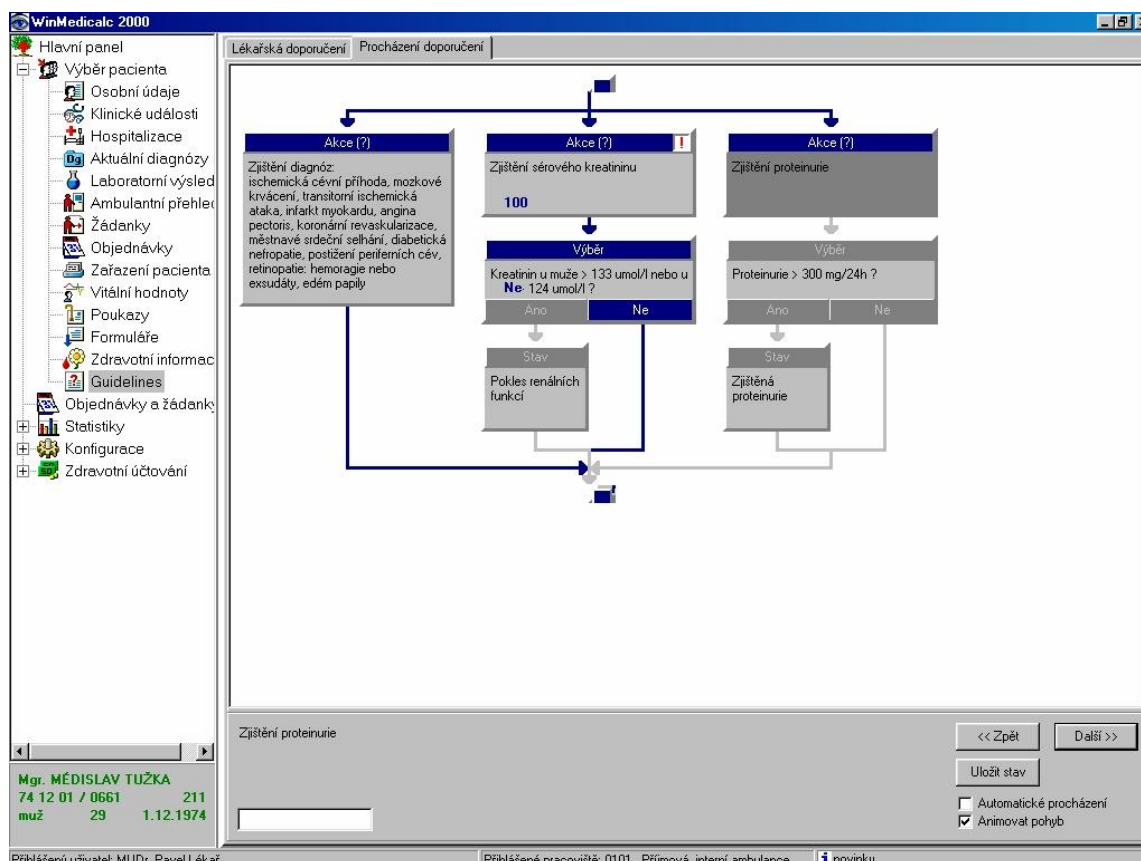 WinMedicalc 2000
Hlavní panel
Výběr pacienta
Osobní údaje
Klinické události
Hospitalizace
Aktuální diagnózy
Laboratorní výsled
Ambulantní přehled
Žádanky
Objednávky
Zařazení pacienta
Vitální hodnoty
Poukazy
Formuláře
Zdravotní informac
Guidelines
Objednávky a žádanky
Statistiky
Konfigurace
Zdravotní účtování
Mgr. MÉDISLAV TUŽKA
74 12 01 / 0661 211
muž 29 1.12.1974
Lékařská doporučení Procházení doporučení
Akce (?)
Zjištění diagnóz:
ischemická cévní příhoda, mozkové
krvácení, transitorní ischemická
ataka, infarkt myokardu, angina
pectoris, koronární revaskularizace,
městnavé srdeční selhání, diabetická
nefropatie, postižení periferních cév,
retinopatie: hemoragie nebo
exsudáty, edém papily
Akce (?) !
Zjištění sérového kreatininu
100
Výběr
Kreatinin u muže > 133 umol/l nebo u
Ne 124 umol/l ?
Ano Ne
Stav
Pokles renálních
funkcí
Akce (?)
Zjištění proteinurie
Výběr
Proteinurie > 300 mg/24h ?
Ano Ne
Stav
Zjištěná
proteinurie
Zjištění proteinurie
<< Zpět Další >>
Uložit stav
Automatické procházení
Animovat pohyb
Přihlášený uživatel: MUDr. Pavel Lékař
Přihlášené pracoviště: 0101 Příjmová interní ambulance
novinku